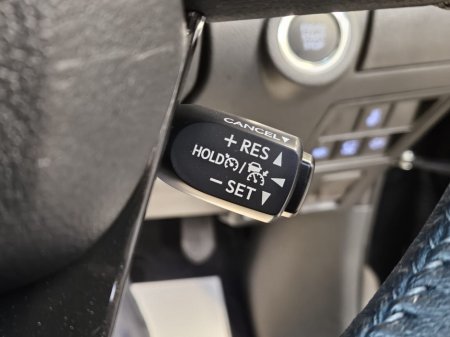 CANCEL▼
+ RES ▲
HOLD /
− SET ▼